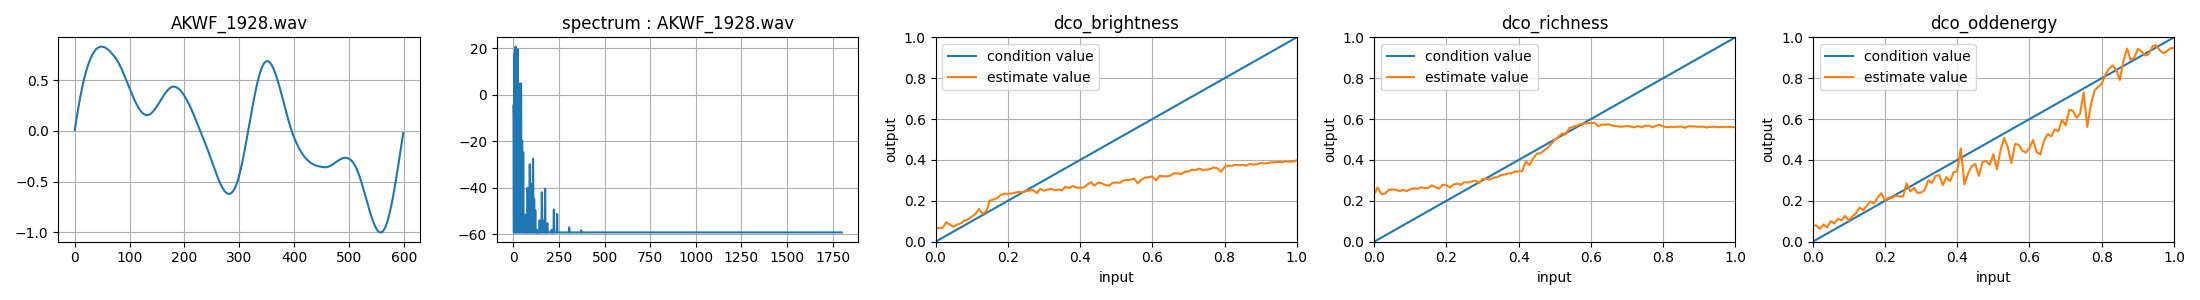 AKWF_1928.wav
0.5
0.0
−0.5
−1.0
0 100 200 300 400 500 600
spectrum : AKWF_1928.wav
20
0
−20
−40
−60
0 250 500 750 1000 1250 1500 1750
dco_brightness
condition value
estimate value
output
1.0
0.8
0.6
0.4
0.2
0.0
0.0 0.2 0.4 0.6 0.8 1.0
input
dco_richness
condition value
estimate value
output
1.0
0.8
0.6
0.4
0.2
0.0
0.0 0.2 0.4 0.6 0.8 1.0
input
dco_oddenergy
condition value
estimate value
output
1.0
0.8
0.6
0.4
0.2
0.0
0.0 0.2 0.4 0.6 0.8 1.0
input